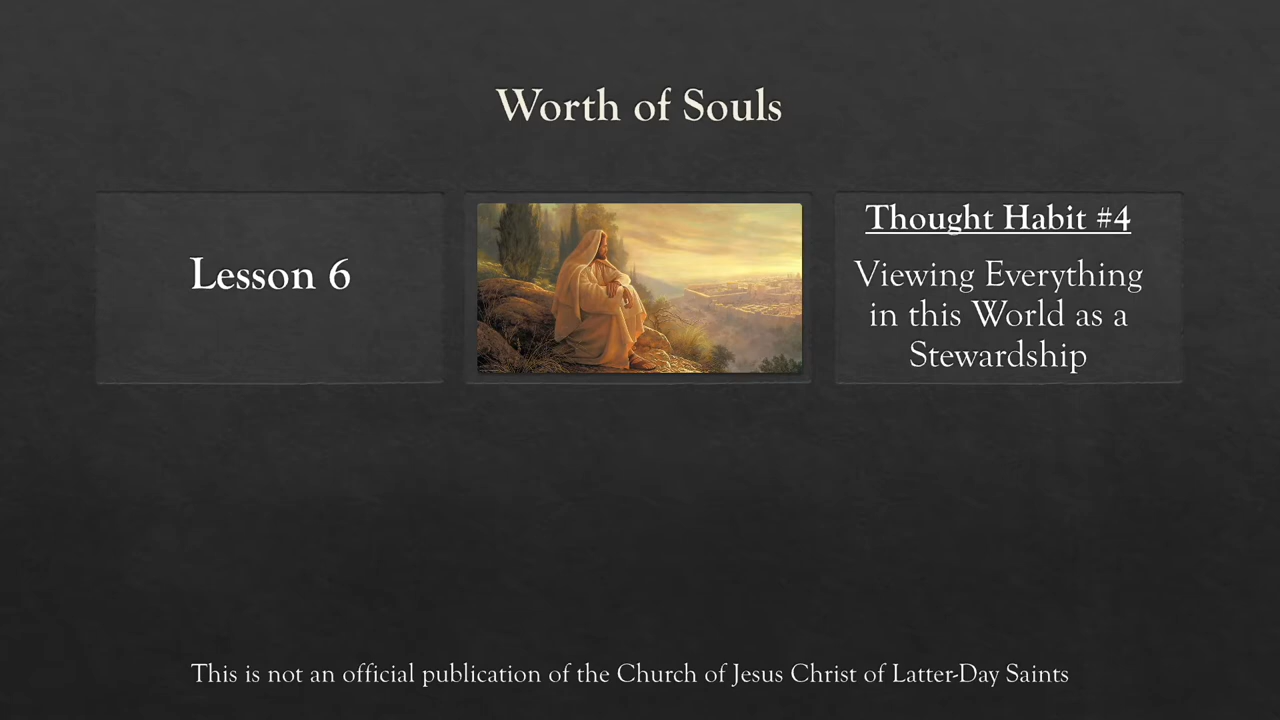 Worth of Souls
Lesson 6
Thought Habit #4
Viewing Everything
in this World as a
Stewardship
This is not an official publication of the Church of Jesus Christ of Latter-Day Saints